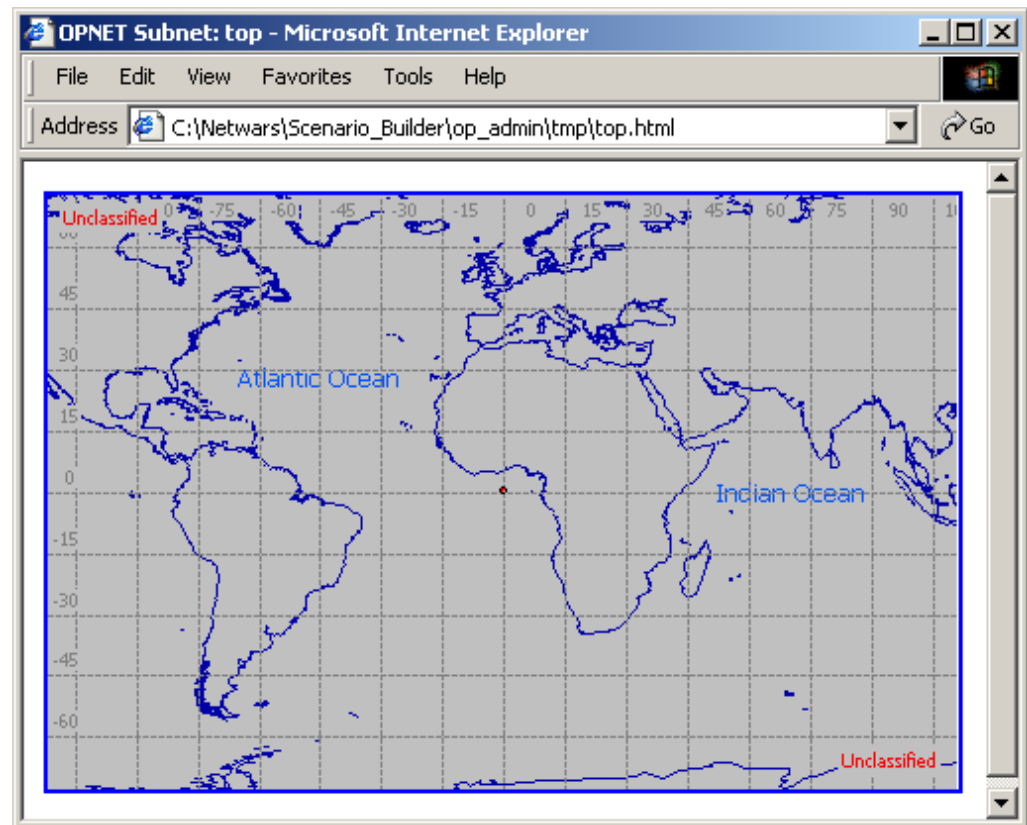 OPNET Subnet: top - Microsoft Internet Explorer
File Edit View Favorites Tools Help
Address C:\Netwars\Scenario_Builder\op_admin\tmp\top.html Go
Unclassified -75 -60 -45 -30 -15 0 15 30 45 60 75 90
45
30
Atlantic Ocean
15
0
Indian Ocean
-15
-30
-45
-60
Unclassified